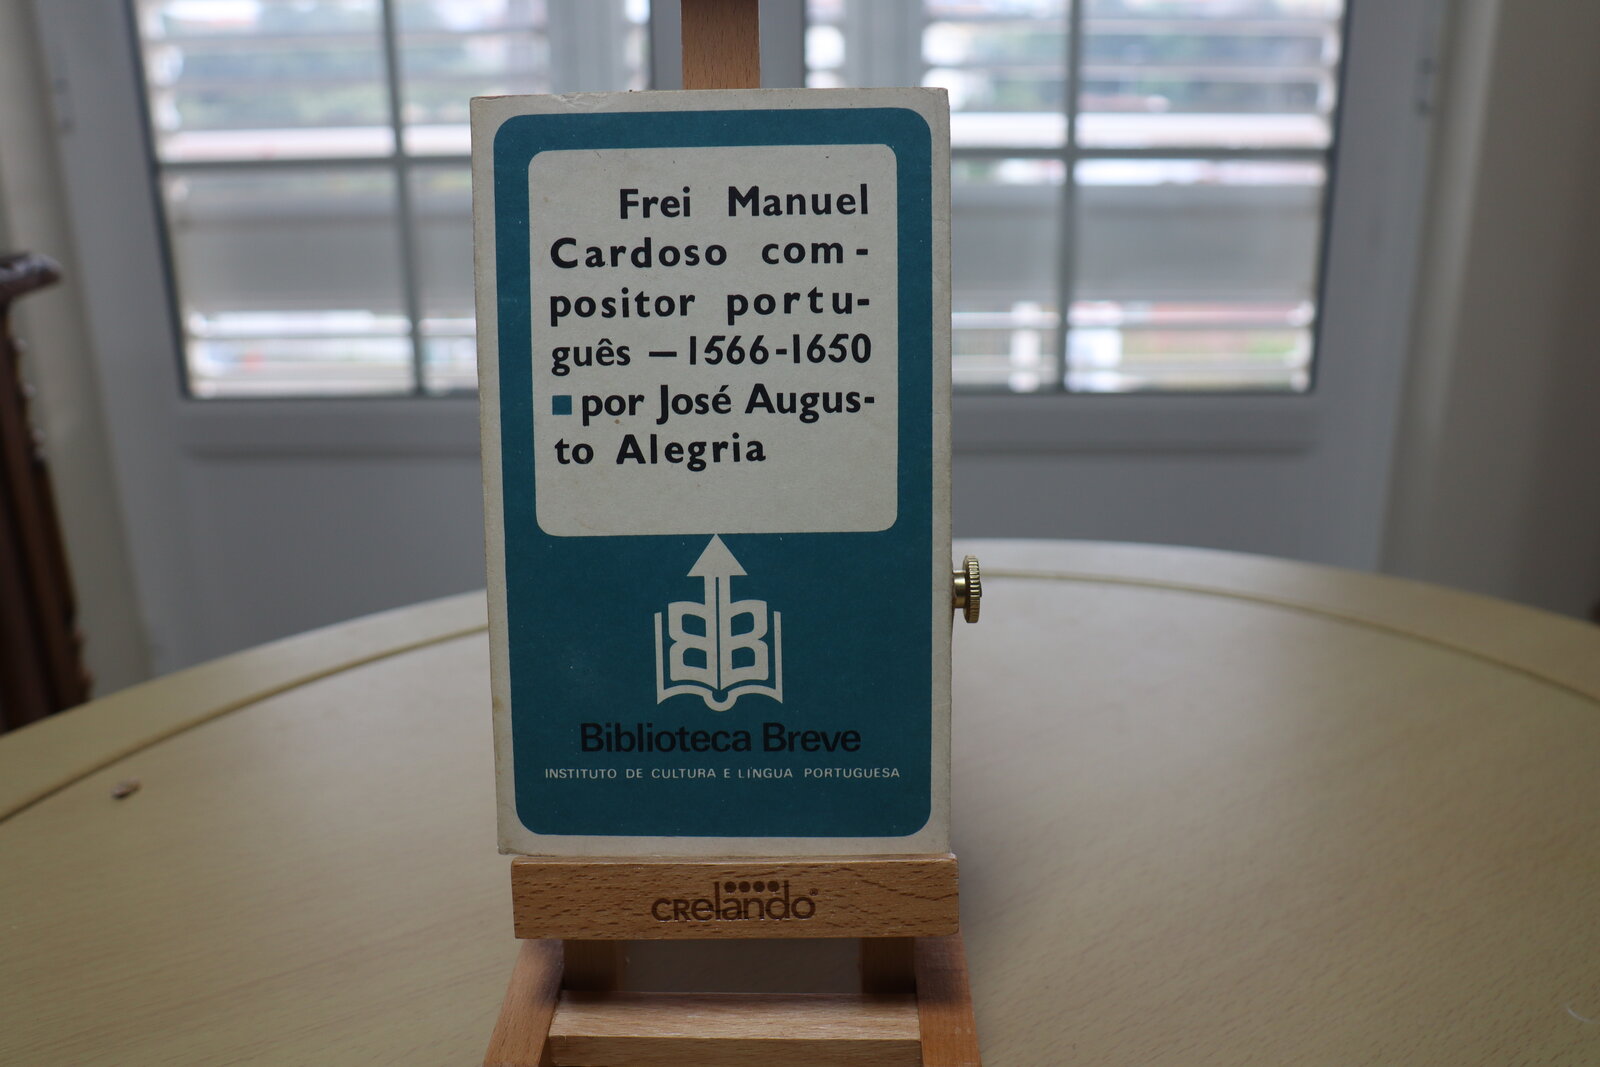 Frei Manuel
Cardoso com-
positor portu-
guês — 1566-1650
■ por José Augus-
to Alegria
BB
Biblioteca Breve
INSTITUTO DE CULTURA E LÍNGUA PORTUGUESA
crelando®